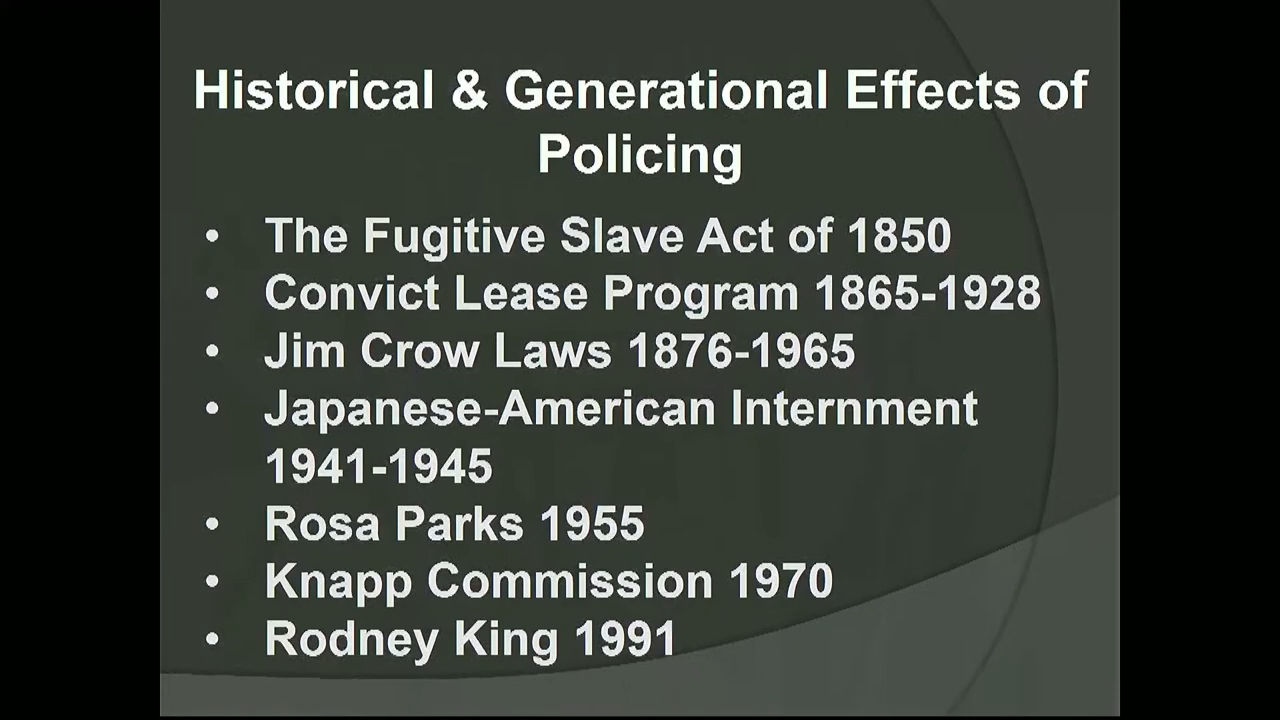 Historical & Generational Effects of
Policing
• The Fugitive Slave Act of 1850
• Convict Lease Program 1865-1928
• Jim Crow Laws 1876-1965
• Japanese-American Internment
1941-1945
• Rosa Parks 1955
• Knapp Commission 1970
• Rodney King 1991